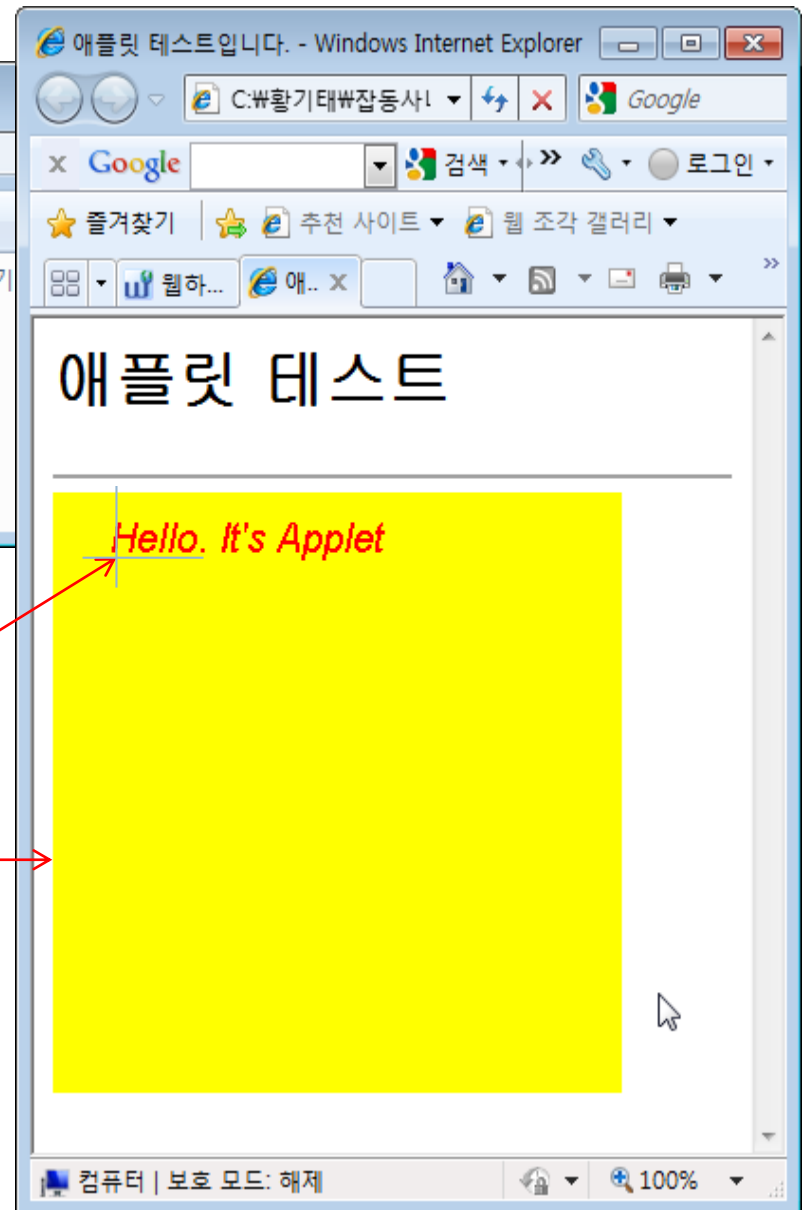 애플릿 테스트입니다. - Windows Internet Explorer
C:₩황기태₩잡동사니 Google
x Google 검색 로그인
즐겨찾기 추천 사이트 웹 조각 갤러리
웹하... 애.. x
애플릿 테스트
Hello. It's Applet
컴퓨터 | 보호 모드: 해제 100%